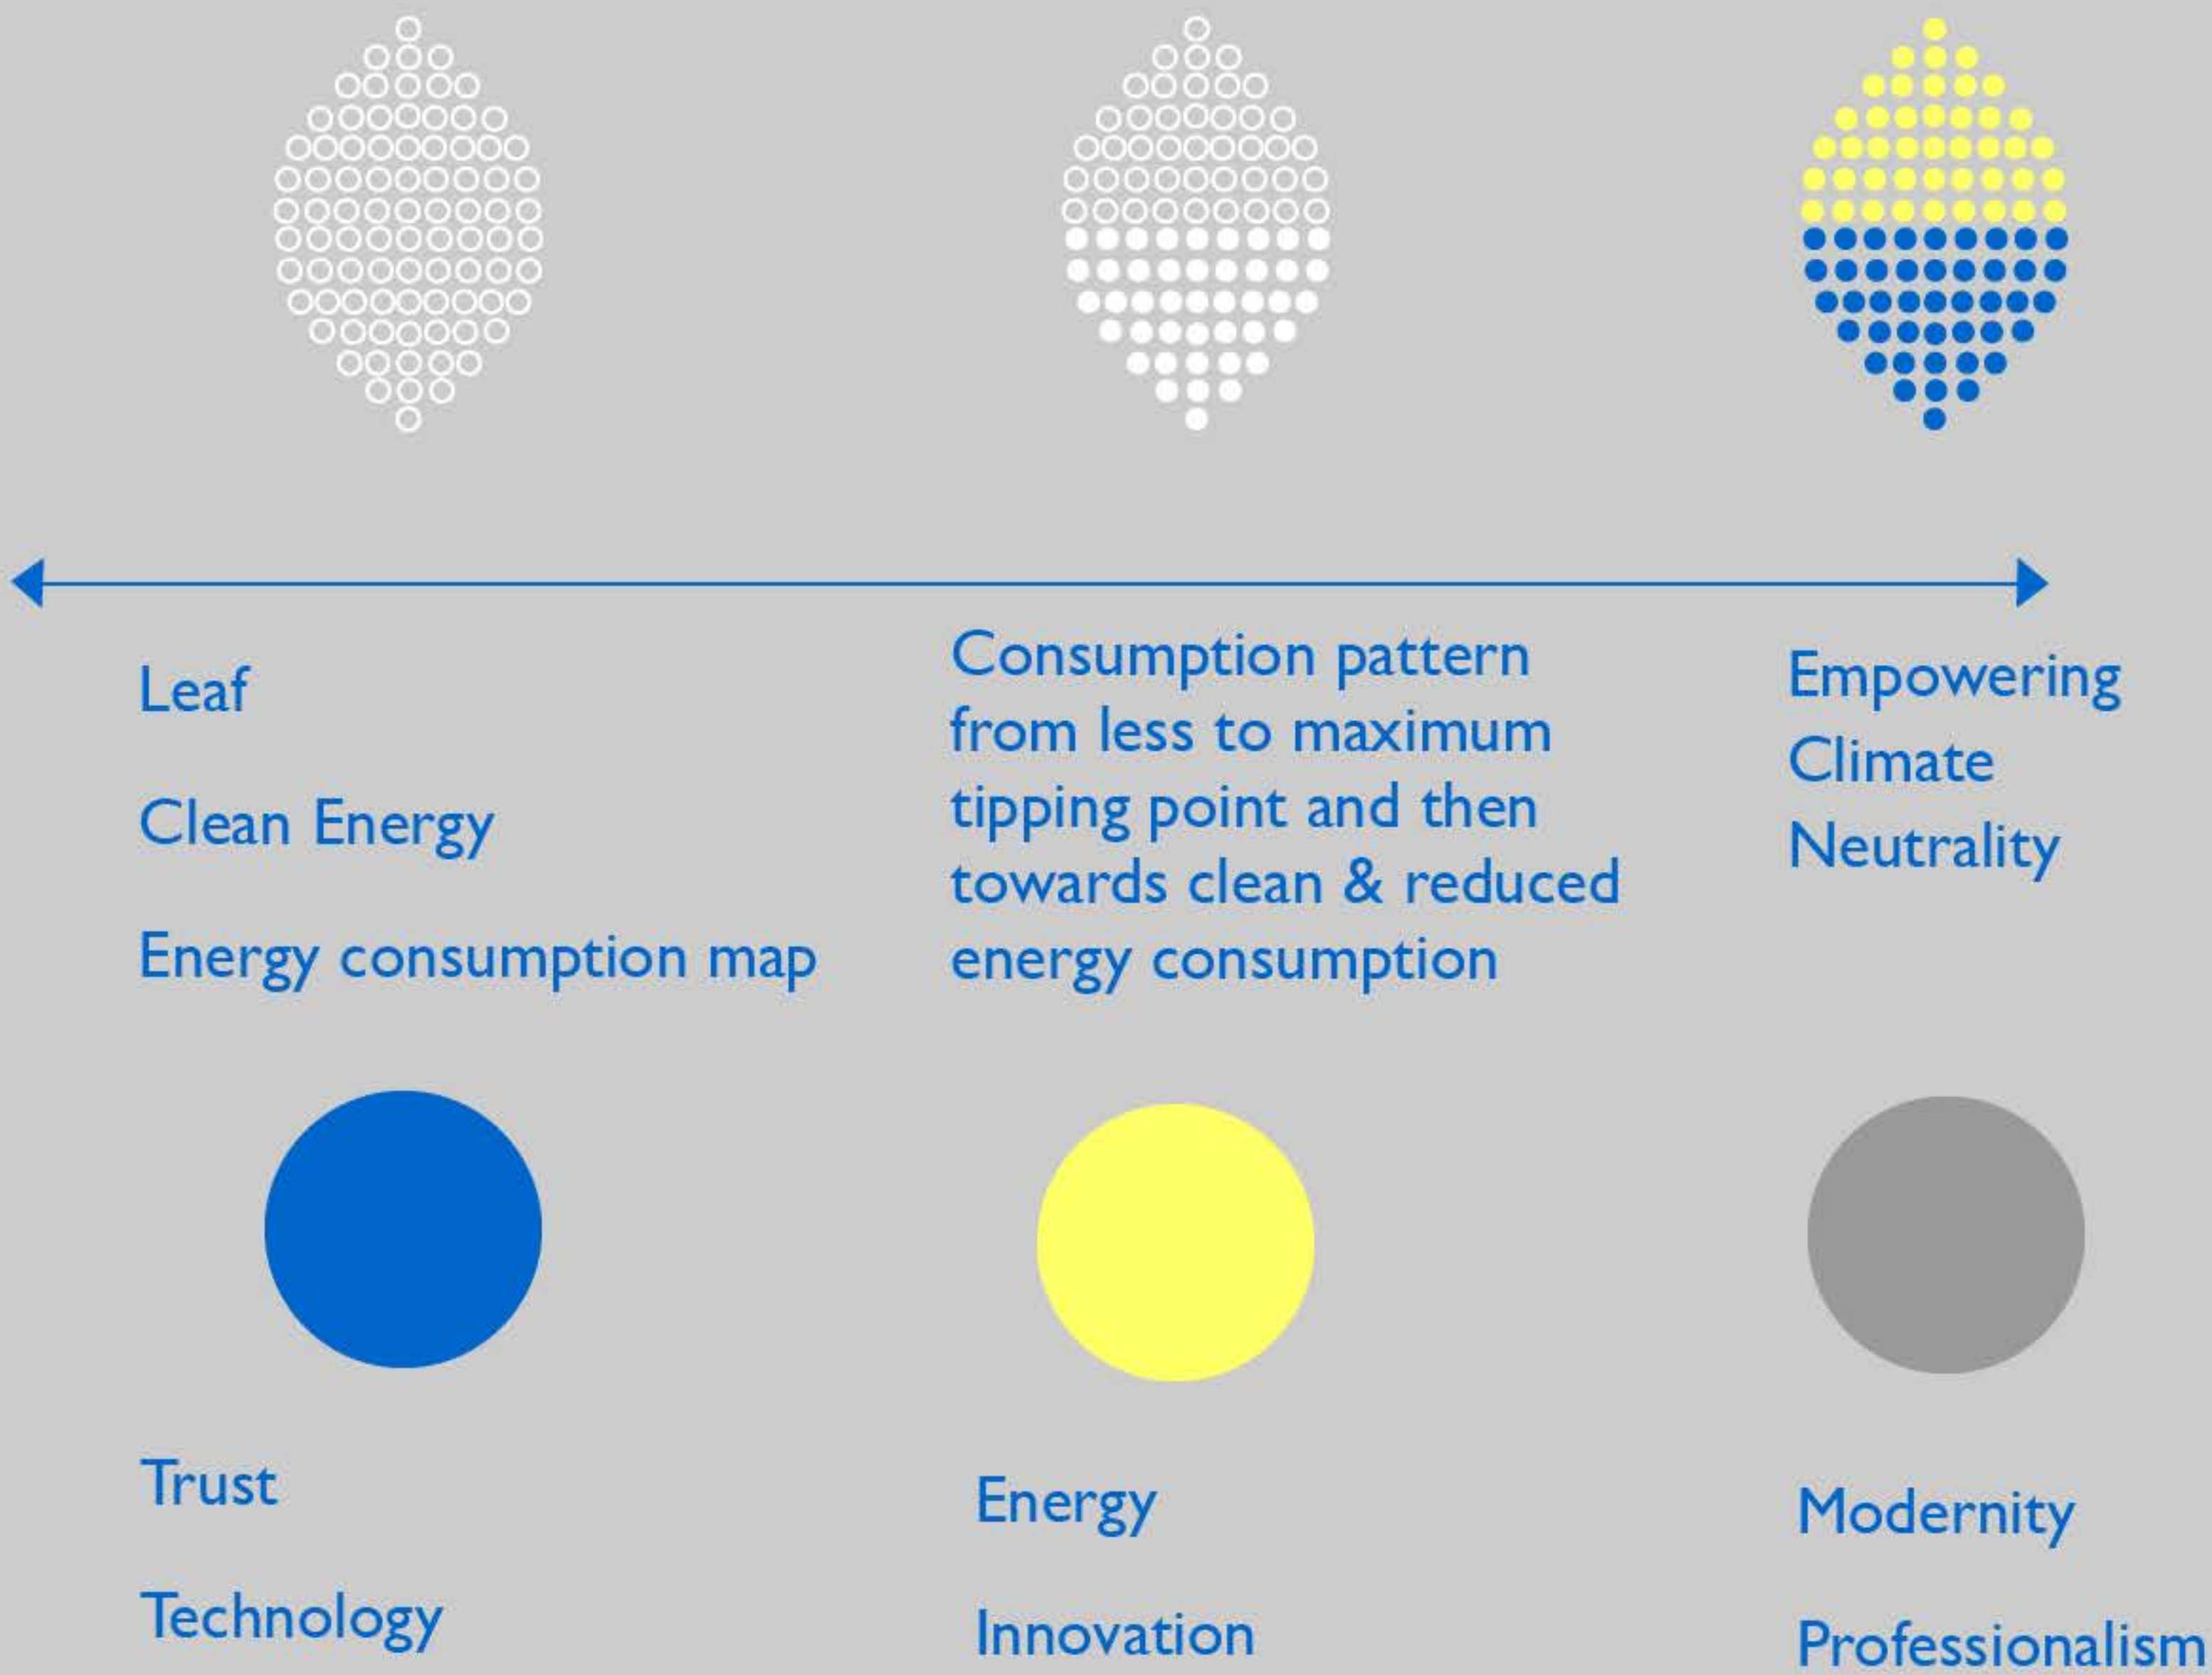 Leaf
Clean Energy
Energy consumption map
Consumption pattern
from less to maximum
tipping point and then
towards clean & reduced
energy consumption
Empowering
Climate
Neutrality
Trust
Technology
Energy
Innovation
Modernity
Professionalism